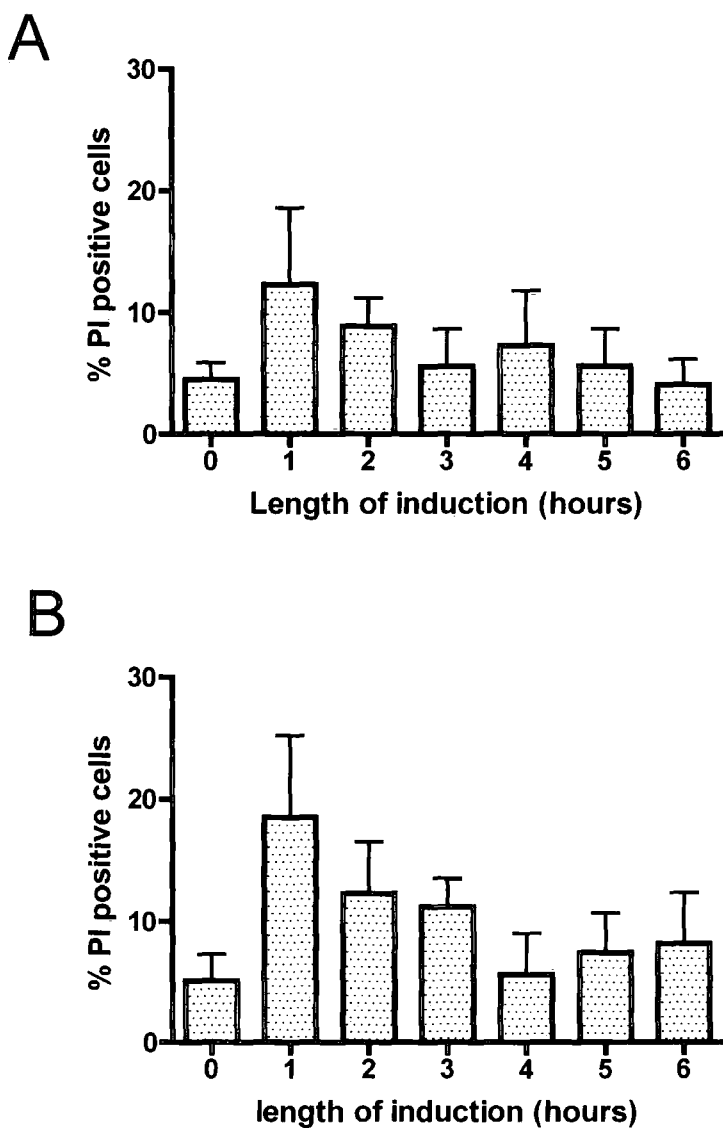 A
30
20
10
0
% PI positive cells
0 1 2 3 4 5 6
Length of induction (hours)
B
30
20
10
0
% PI positive cells
0 1 2 3 4 5 6
length of induction (hours)